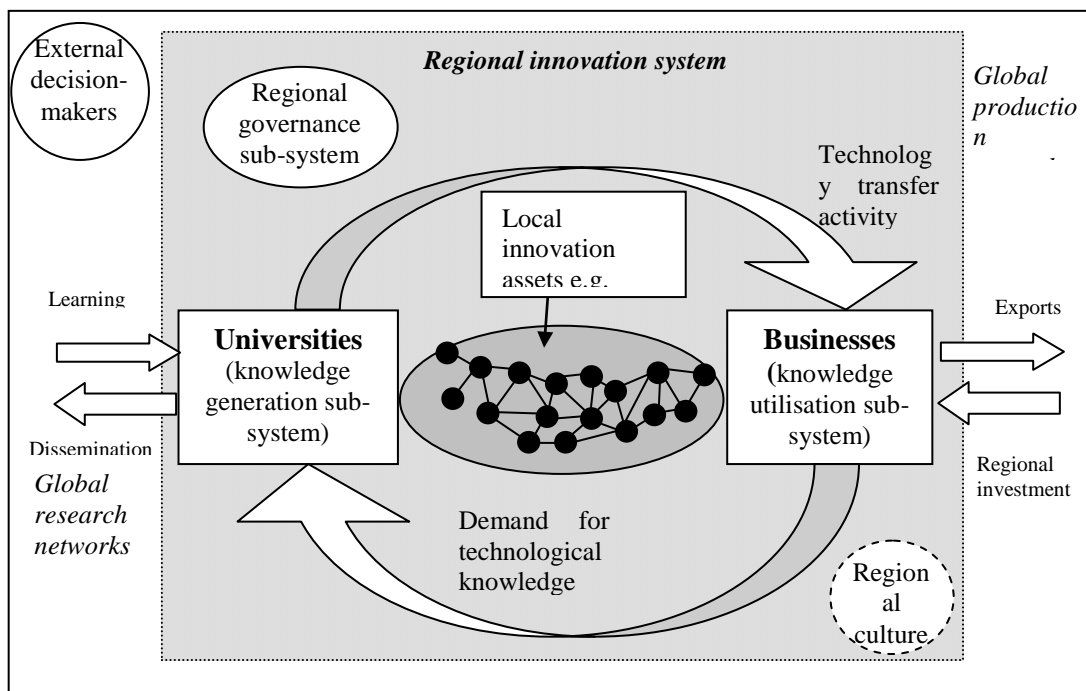 External
decision-
makers
Regional innovation system
Regional
governance
sub-system
Global
productio
n
Technolog
y transfer
activity
Local
innovation
assets e.g.
Learning
Universities
(knowledge
generation sub-
system)
Businesses
(knowledge
utilisation sub-
system)
Exports
Dissemination
Global
research
networks
Regional
investment
Demand for
technological
knowledge
Region
al
culture